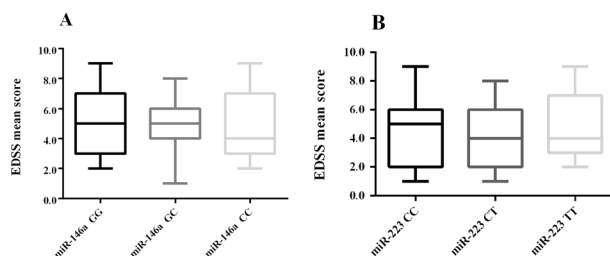 A
EDSS mean score
10.0
8.0
6.0
4.0
2.0
0.0
miR-146a GG
miR-146a GC
miR-146a CC
B
EDSS mean score
10.0
8.0
6.0
4.0
2.0
0.0
miR-223 CC
miR-223 CT
miR-223 TT